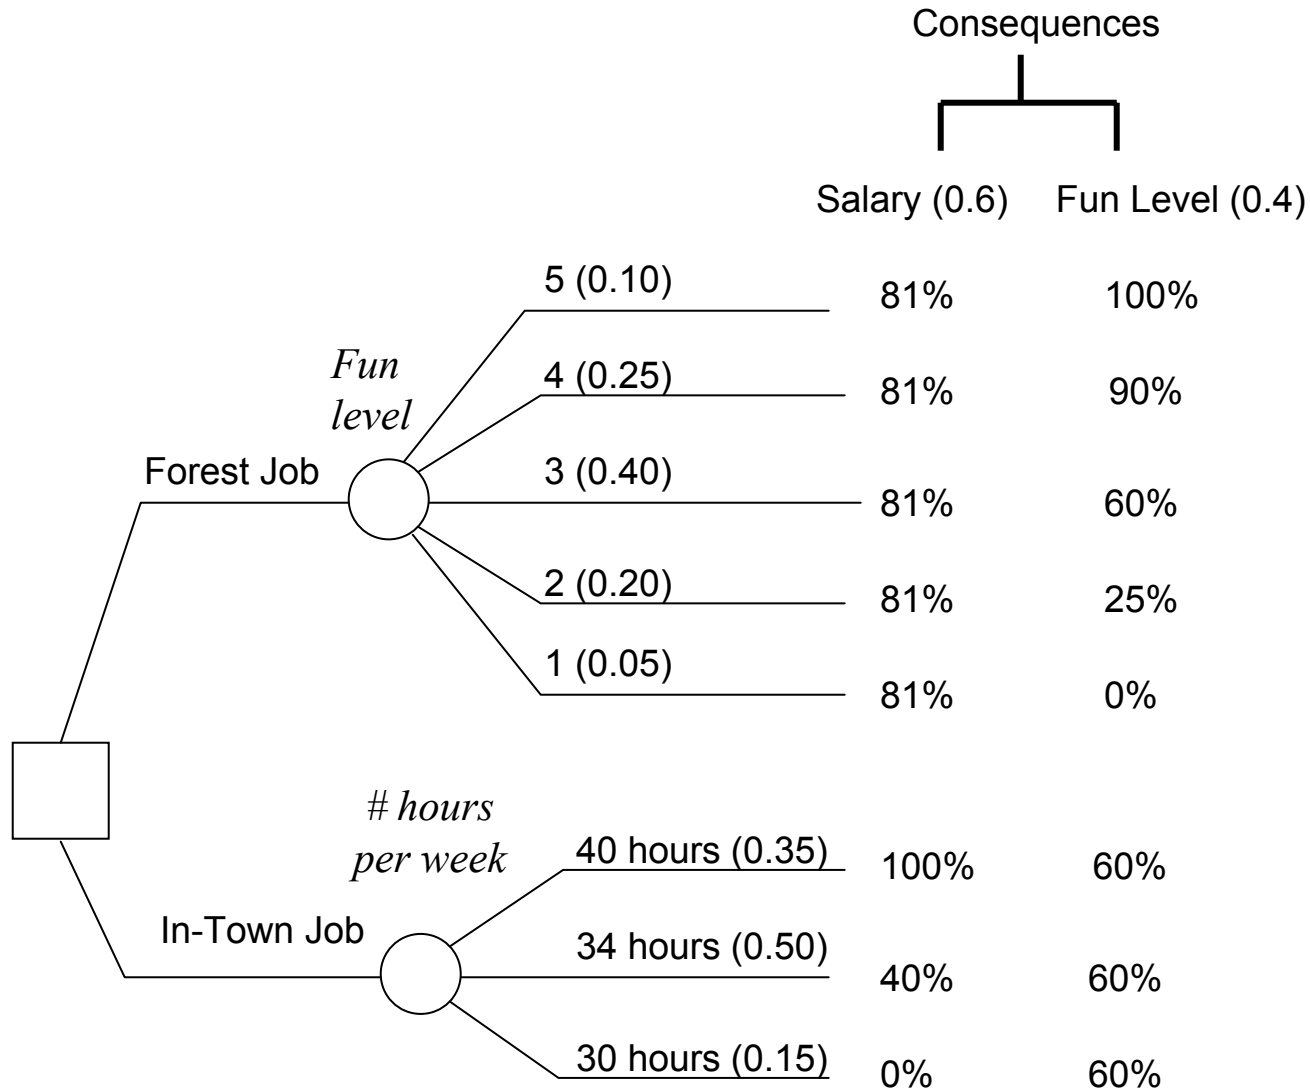 Consequences
Salary (0.6) Fun Level (0.4)
5 (0.10) 81% 100%
Fun
level
4 (0.25) 81% 90%
Forest Job
3 (0.40) 81% 60%
2 (0.20) 81% 25%
1 (0.05) 81% 0%
# hours
per week
40 hours (0.35) 100% 60%
In-Town Job
34 hours (0.50) 40% 60%
30 hours (0.15) 0% 60%